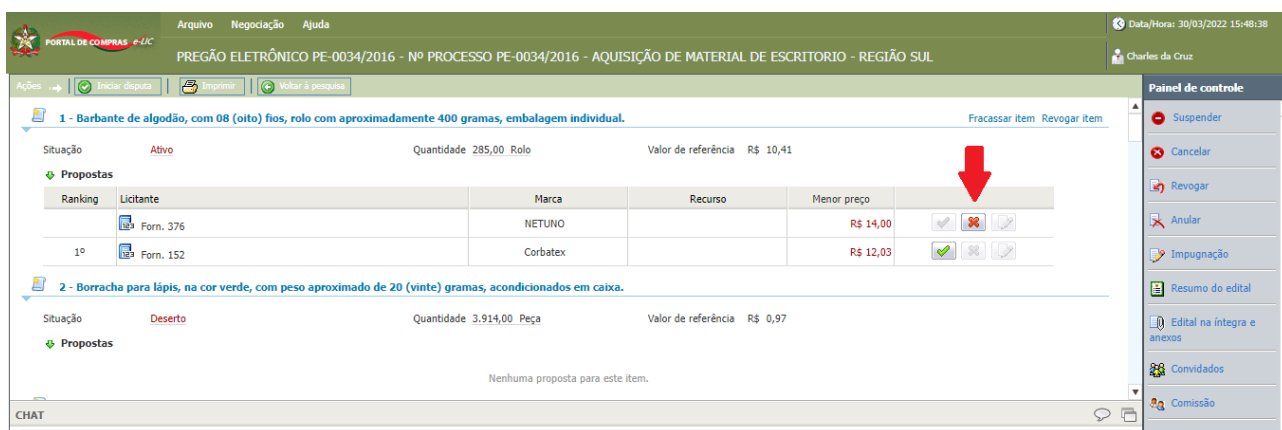 Arquivo Negociação Ajuda
Data/Hora: 30/03/2022 15:48:38
PORTAL DE COMPRAS e-LIC
PREGÃO ELETRÔNICO PE-0034/2016 - Nº PROCESSO PE-0034/2016 - AQUISIÇÃO DE MATERIAL DE ESCRITORIO - REGIÃO SUL
Charles da Cruz
Ações Iniciar disputa Imprimir Voltar à pesquisa
Painel de controle
1 - Barbante de algodão, com 08 (oito) fios, rolo com aproximadamente 400 gramas, embalagem individual. Fracassar item Revogar item
Suspender
Situação Ativo Quantidade 285,00 Rolo Valor de referência R$ 10,41
Cancelar
Propostas
Revogar
Ranking Licitante Marca Recurso Menor preço
Forn. 376 NETUNO R$ 14,00
Anular
1º Forn. 152 Corbatex R$ 12,03
Impugnação
2 - Borracha para lápis, na cor verde, com peso aproximado de 20 (vinte) gramas, acondicionados em caixa.
Resumo do edital
Situação Deserto Quantidade 3.914,00 Peça Valor de referência R$ 0,97
Edital na íntegra e
anexos
Propostas
Convidados
Nenhuma proposta para este item.
Comissão
CHAT